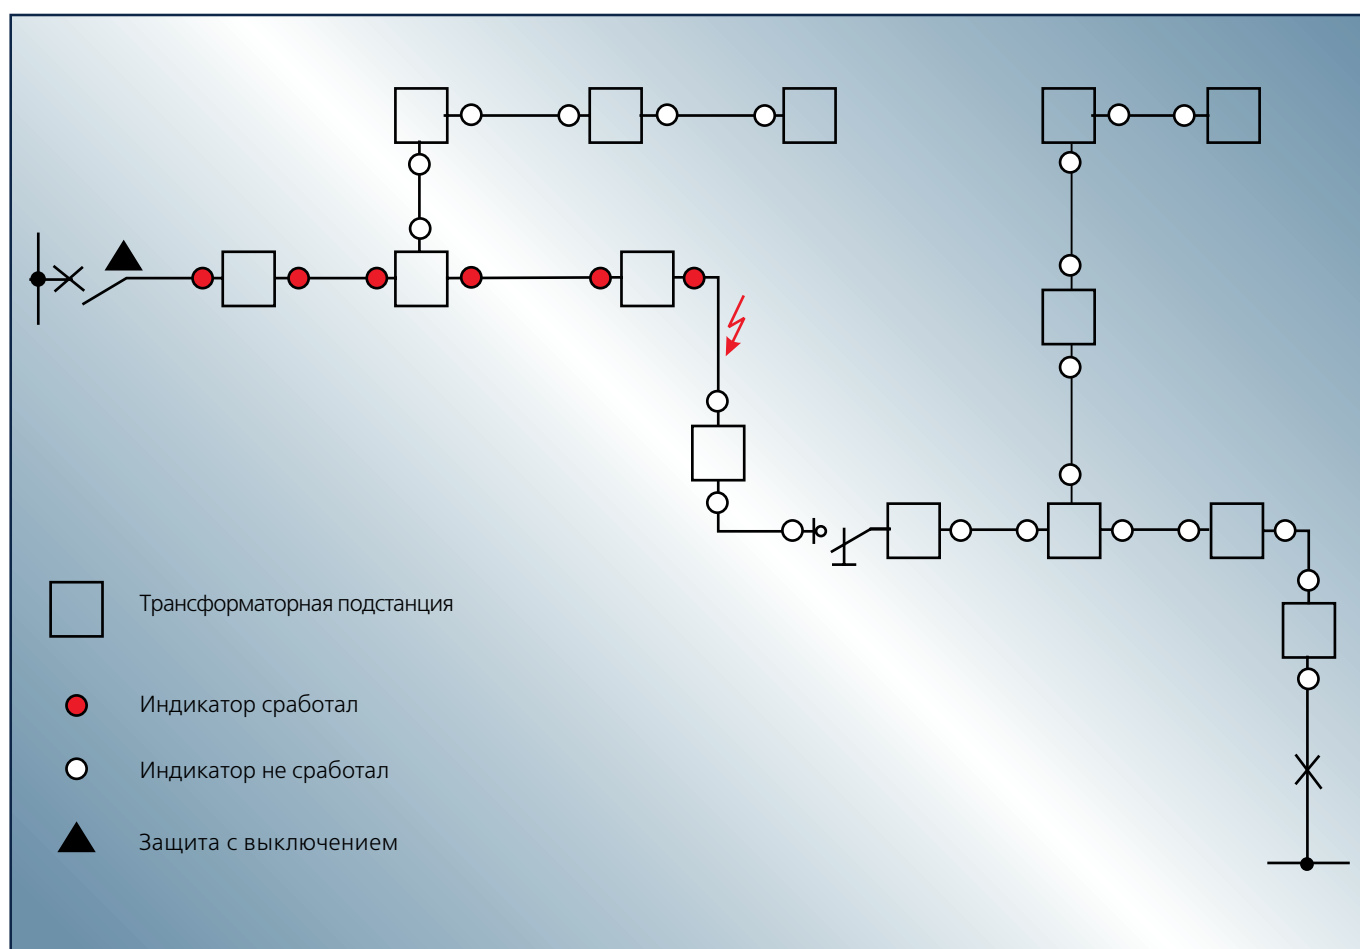 Трансформаторная подстанция
Индикатор сработал
Индикатор не сработал
Защита с выключением